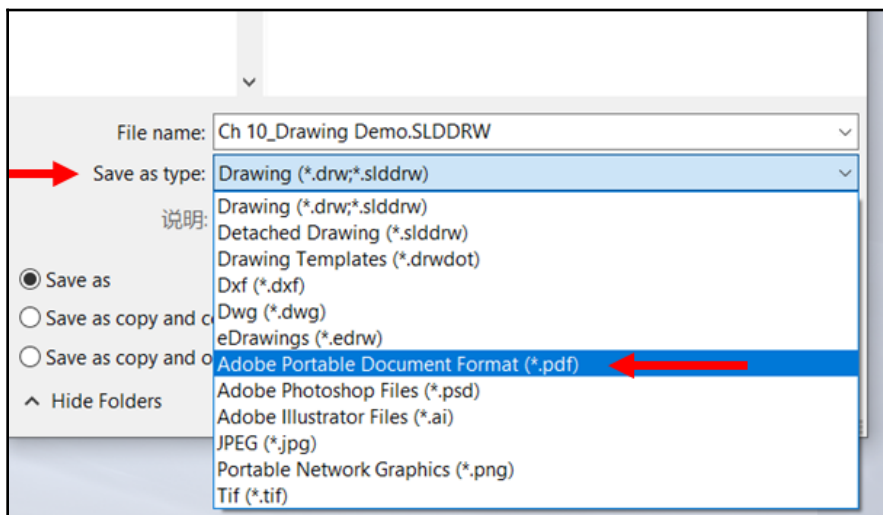 File name: Ch 10_Drawing Demo.SLDDRW
Save as type: Drawing (*.drw;*.slddrw)
说明:
Drawing (*.drw;*.slddrw)
Detached Drawing (*.slddrw)
Drawing Templates (*.drwdot)
Dxf (*.dxf)
Dwg (*.dwg)
eDrawings (*.edrw)
Adobe Portable Document Format (*.pdf)
Adobe Photoshop Files (*.psd)
Adobe Illustrator Files (*.ai)
JPEG (*.jpg)
Portable Network Graphics (*.png)
Tif (*.tif)
Save as
Save as copy and c
Save as copy and o
Hide Folders